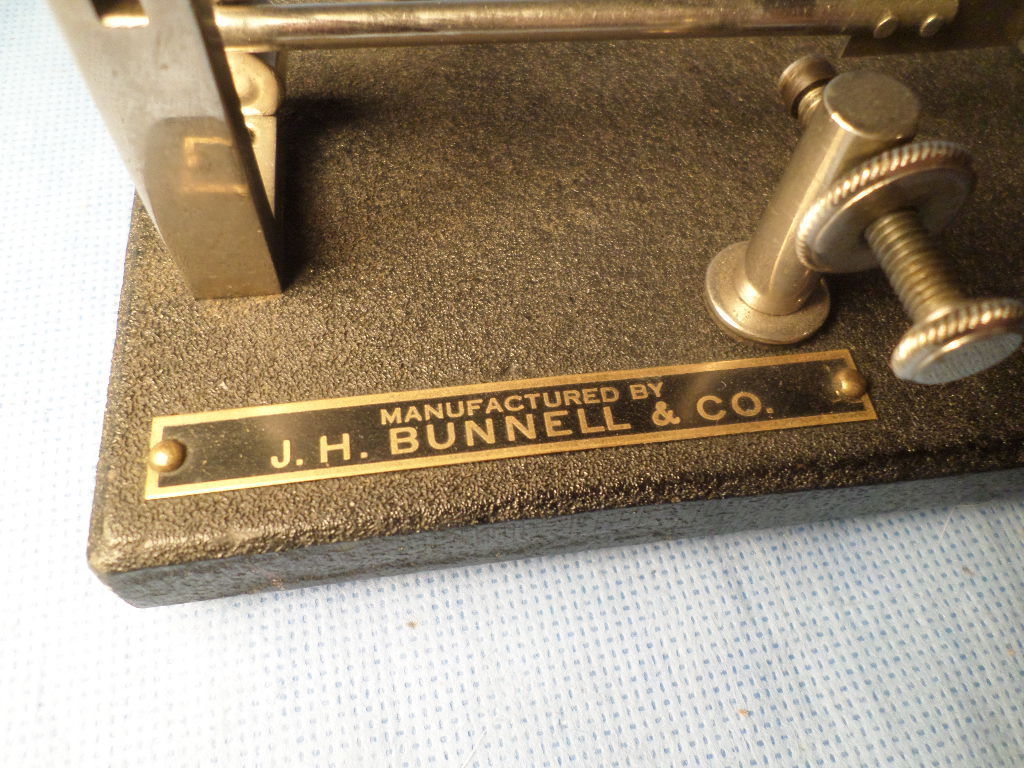 MANUFACTURED BY
J. H. BUNNELL & CO.